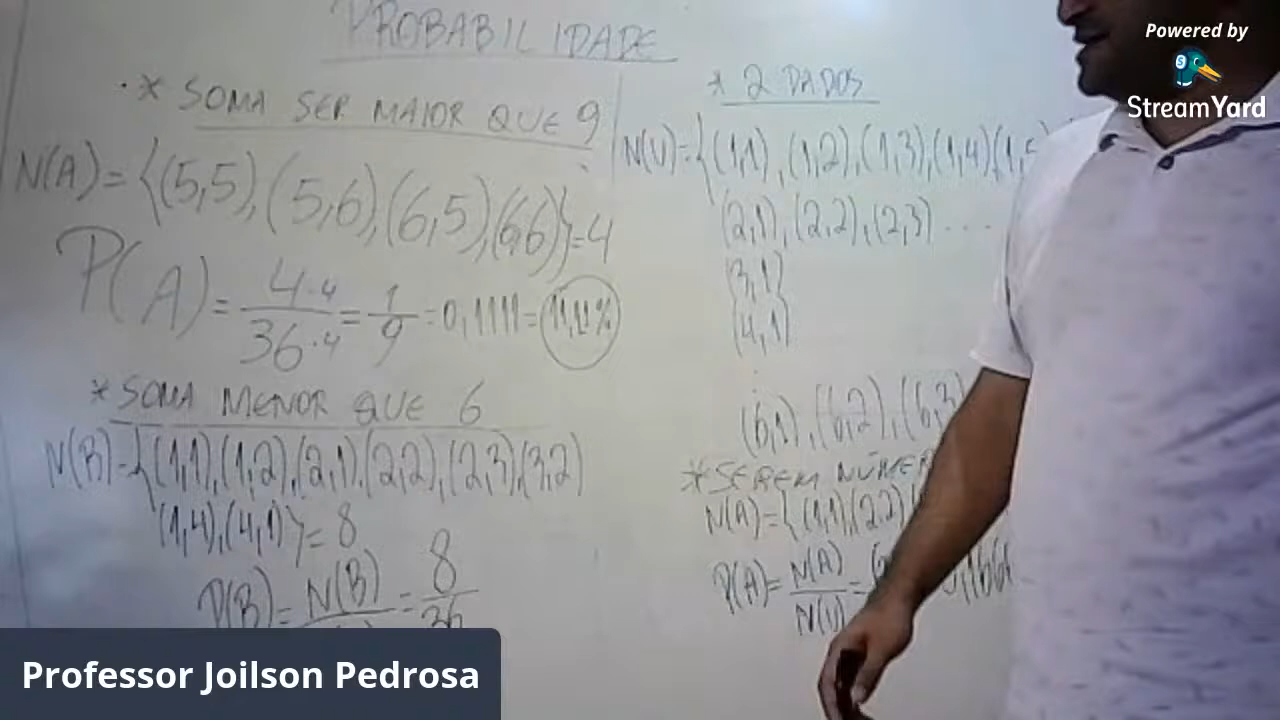 PROBABILIDADE
* SOMA SER MAIOR QUE 9
N(A)={(5,5),(5,6),(6,5)(6,6)}=4
P(A)=4·4/36·4=1/9=0,1111=11,11%
* SOMA MENOR QUE 6
N(B)={(1,1),(1,2),(2,1),(2,2),(2,3)(3,2)
(1,4),(4,1)}=8
P(B)=N(B)/=8/36
* 2 DADOS
N(U)={(1,1),(1,2),(1,3),(1,4)(1,5
(2,1),(2,2),(2,3)....
(3,1)
(4,1)
(6,1),(6,2),(6,3)
* SEREM
N(A)={(1,1)(2,2)
P(A)=N(A)/N(U)=
Powered by
StreamYard
Professor Joilson Pedrosa